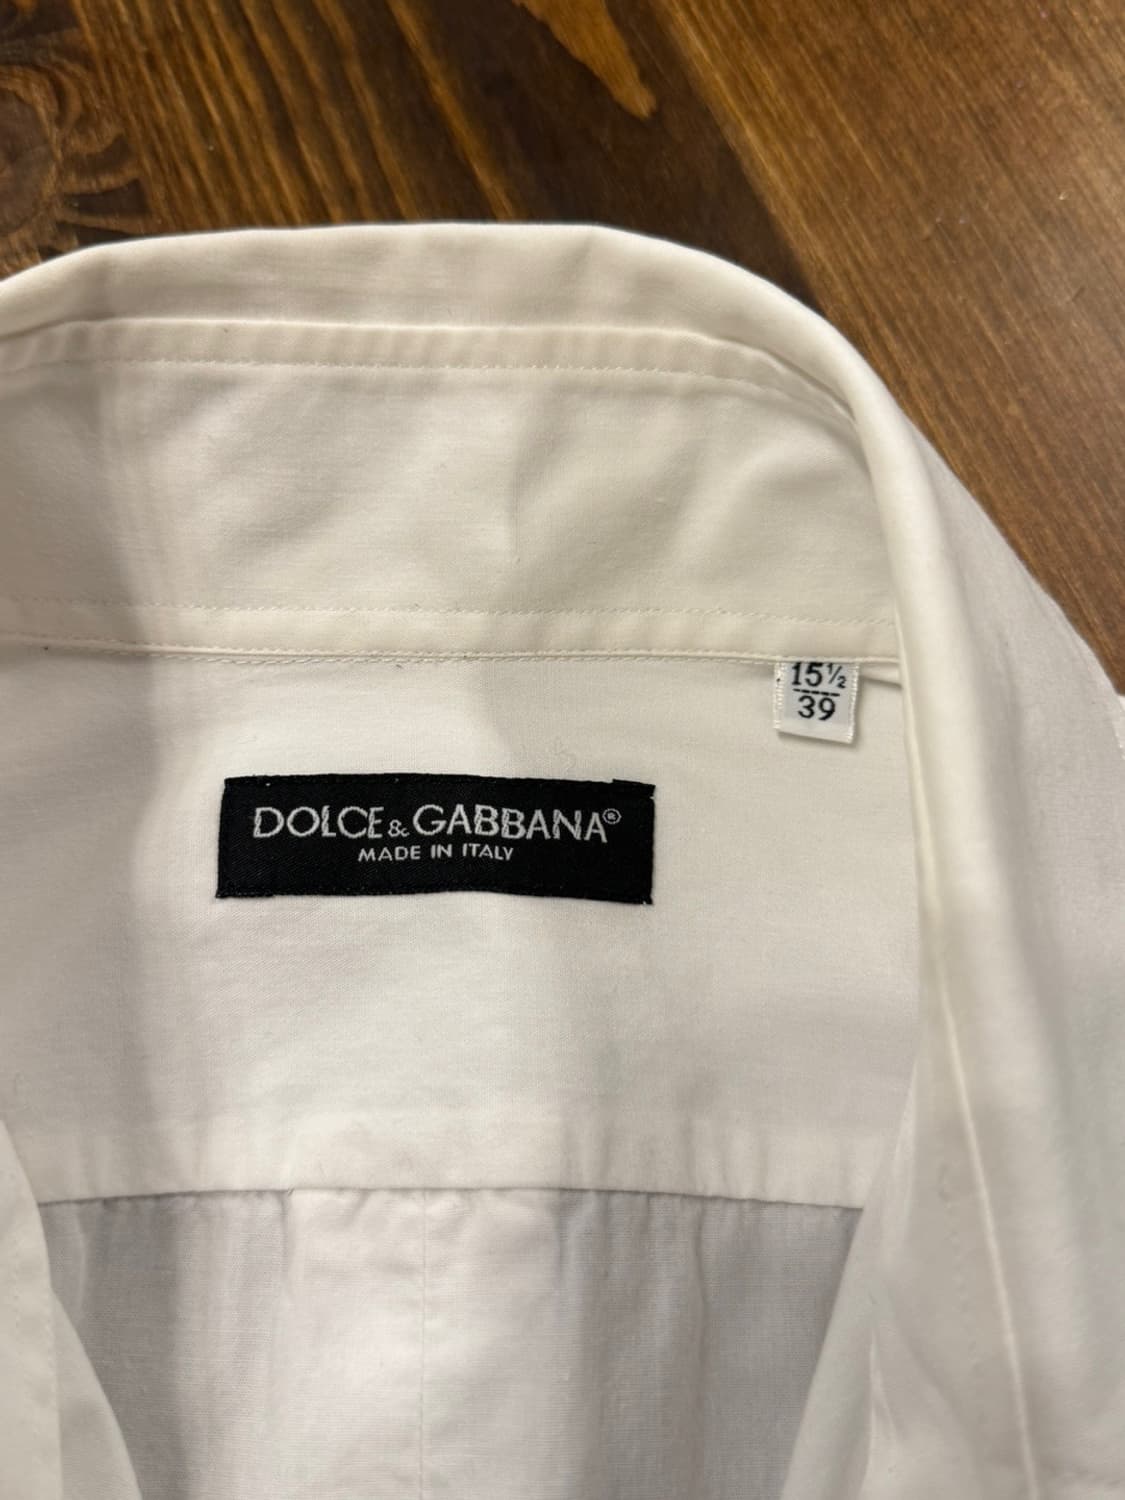 15½
39
DOLCE & GABBANA®
MADE IN ITALY